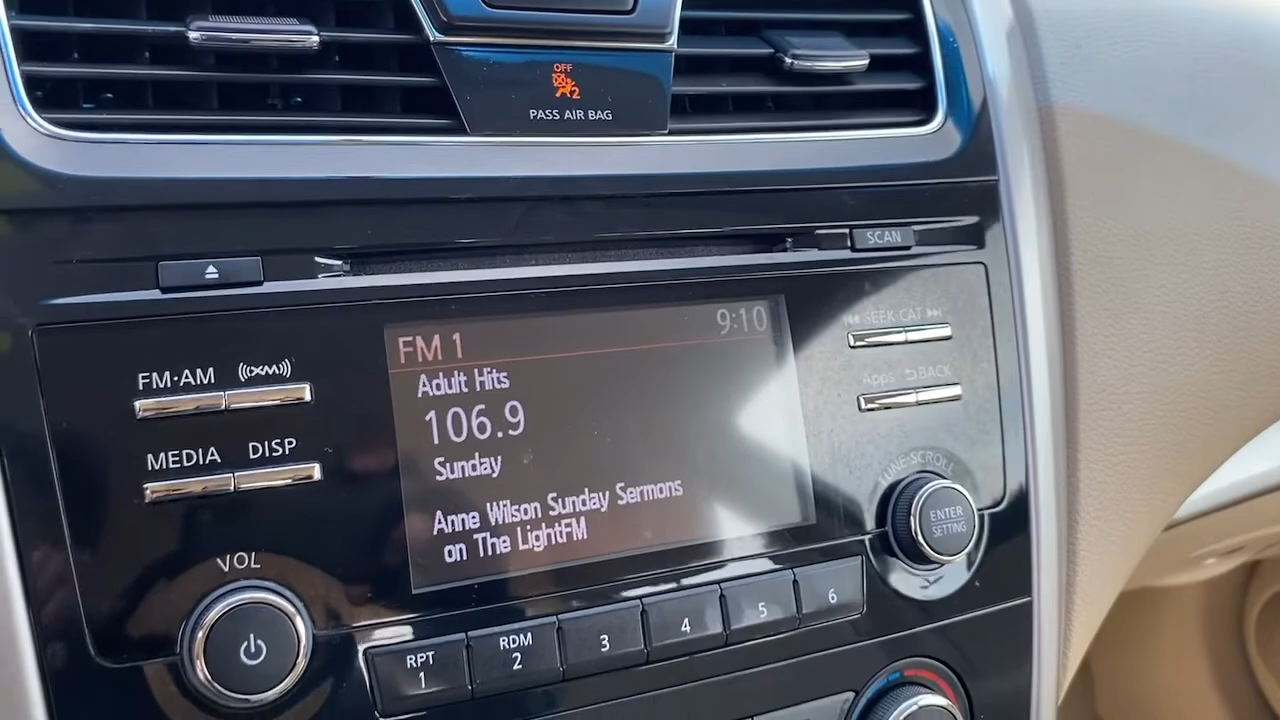 OFF
2
PASS AIR BAG
SCAN
SEEK·CAT
9:10
FM 1
FM·AM
((XM))
Adult Hits
Apps
BACK
106.9
MEDIA
DISP
Sunday
TUNE·SCROLL
Anne Wilson Sunday Sermons
on The LightFM
ENTER
SETTING
VOL
RPT
1
RDM
2
3
4
5
6